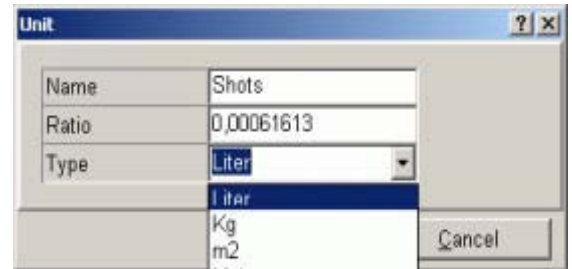 Unit
Name Shots
Ratio 0,00061613
Type Liter
Liter
Kg
m2
Cancel